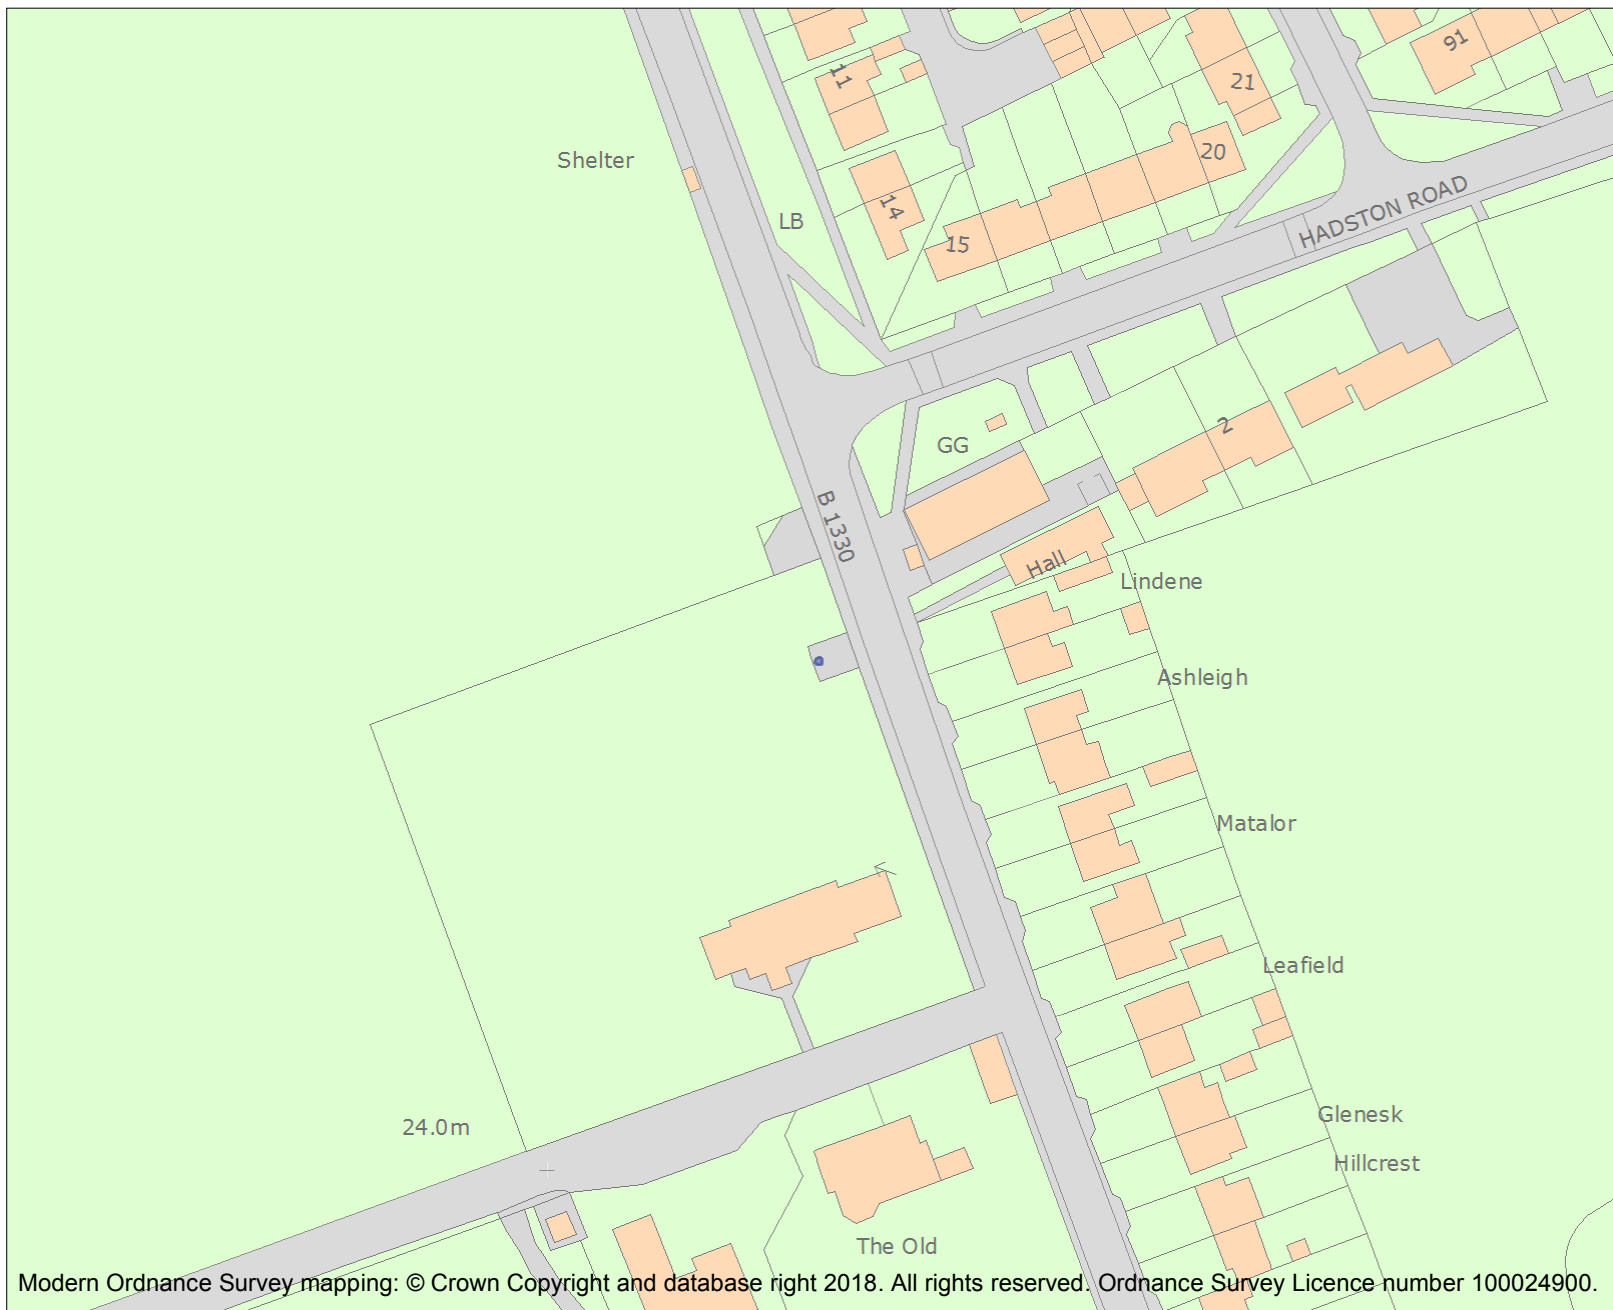 91
11
21
Shelter
20
14
LB
HADSTON ROAD
15
2
GG
B 1330
Hall
Lindene
Ashleigh
Matalor
Leafield
24.0m
Glenesk
Hillcrest
The Old
Modern Ordnance Survey mapping: © Crown Copyright and database right 2018. All rights reserved. Ordnance Survey Licence number 100024900.